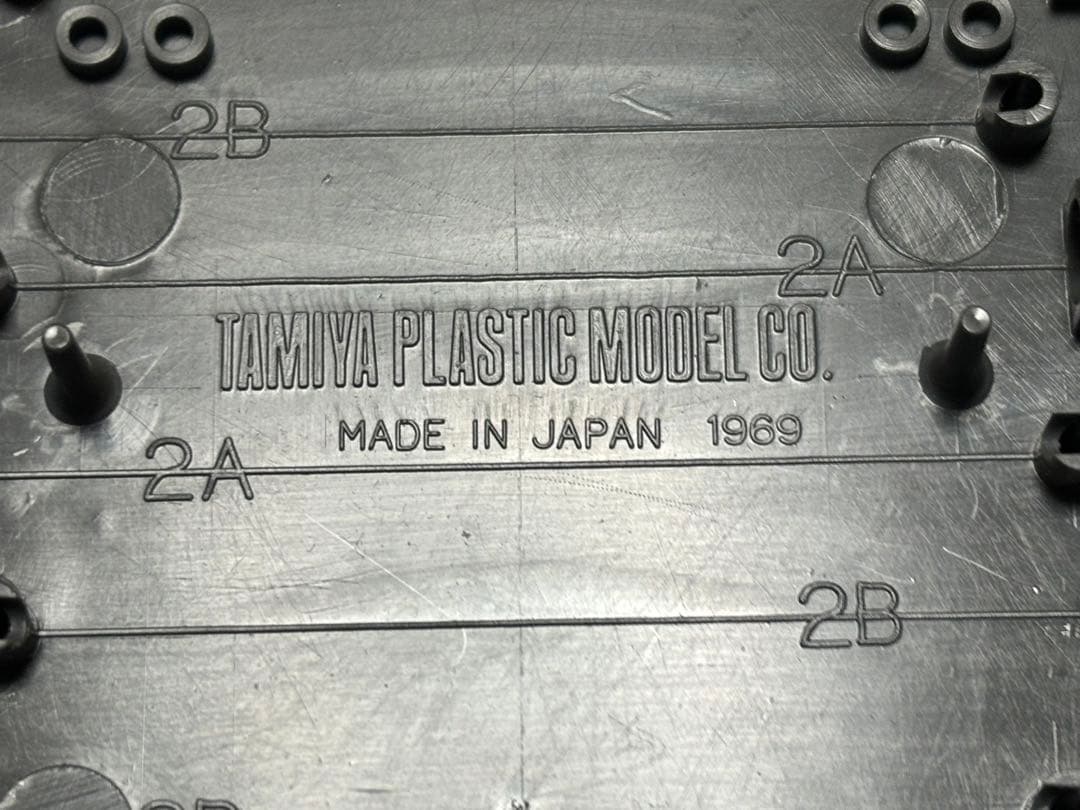 2B
2A
TAMIYA PLASTIC MODEL CO.
MADE IN JAPAN 1969
2A
2B